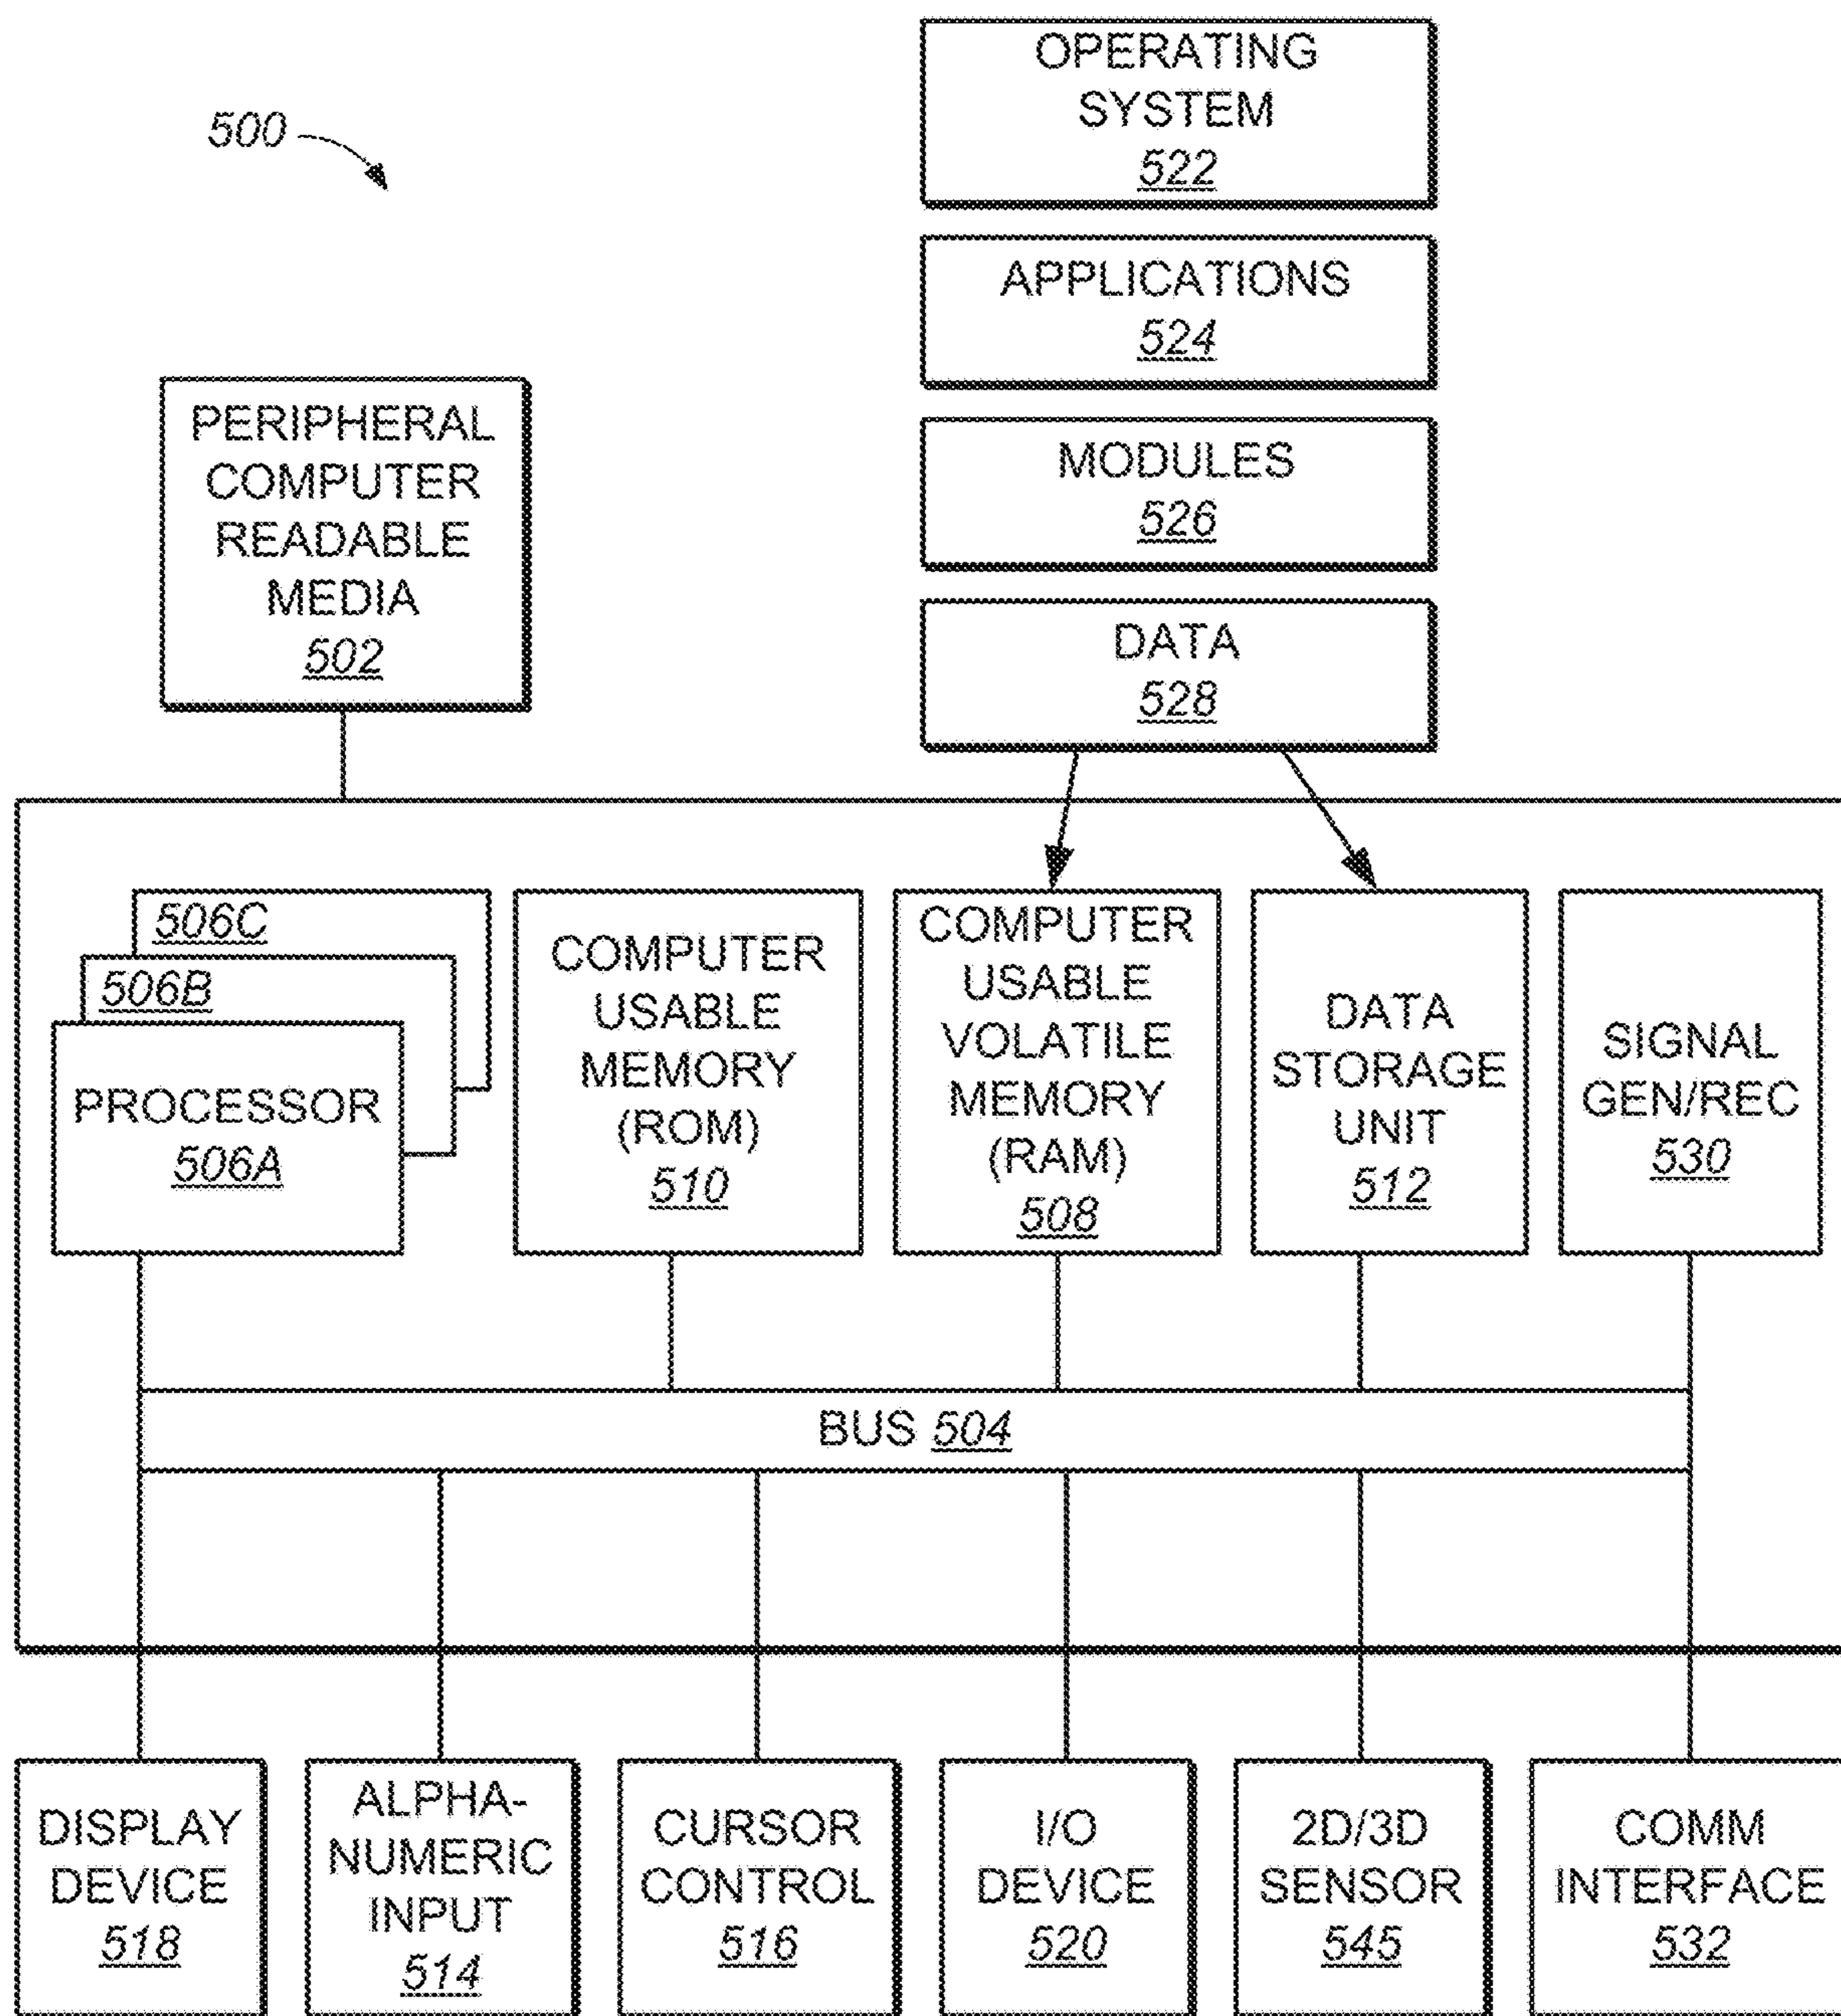 OPERATING
SYSTEM
522
500
APPLICATIONS
524
PERIPHERAL
COMPUTER
READABLE
MEDIA
502
MODULES
526
DATA
528
506C
506B
PROCESSOR
506A
COMPUTER
USABLE
MEMORY
(ROM)
510
COMPUTER
USABLE
VOLATILE
MEMORY
(RAM)
508
DATA
STORAGE
UNIT
512
SIGNAL
GEN/REC
530
BUS 504
DISPLAY
DEVICE
518
ALPHA-
NUMERIC
INPUT
514
CURSOR
CONTROL
516
I/O
DEVICE
520
2D/3D
SENSOR
545
COMM
INTERFACE
532